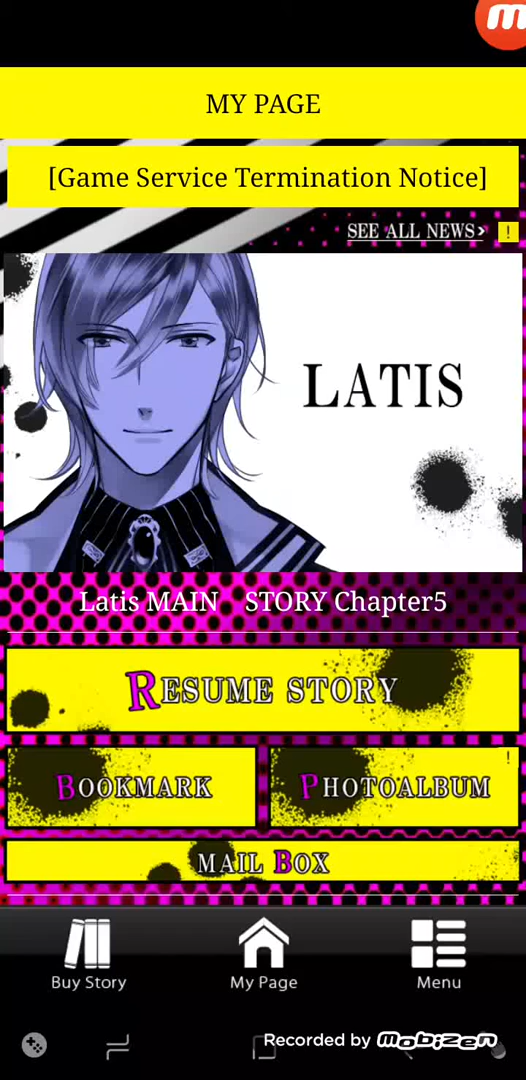 MY PAGE
[Game Service Termination Notice]
SEE ALL NEWS>
!
LATIS
Latis MAIN STORY Chapter5
RESUME STORY
BOOKMARK
PHOTOALBUM
!
MAIL BOX
Buy Story
My Page
Menu
Recorded by MOBIZEN